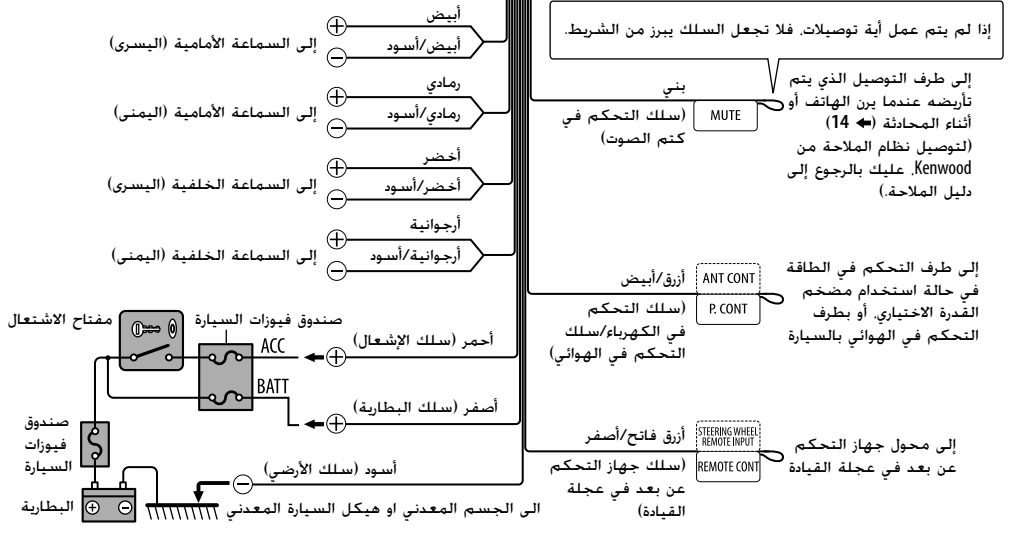 إذا لم يتم عمل أية توصيلات، فلا تجعل السلك يبرز من الشريط.
بني
(سلك التحكم في
كتم الصوت)
MUTE
إلى طرف التوصيل الذي يتم
تأريضه عندما يرن الهاتف أو
أثناء المحادثة (➜ 14)
(لتوصيل نظام الملاحة من
Kenwood، عليك بالرجوع إلى
دليل الملاحة.)
أزرق/أبيض
(سلك التحكم
في الكهرباء/سلك
التحكم في الهوائي)
ANT CONT
P. CONT
إلى طرف التحكم في الطاقة
في حالة استخدام مضخم
القدرة الاختياري، أو بطرف
التحكم في الهوائي بالسيارة
أزرق فاتح/أصفر
(سلك جهاز التحكم
عن بعد في عجلة
القيادة)
STEERING WHEEL
REMOTE INPUT
REMOTE CONT
إلى محول جهاز التحكم
عن بعد في عجلة القيادة
أبيض
أبيض/أسود
إلى السماعة الأمامية (اليسرى)
رمادي
رمادي/أسود
إلى السماعة الأمامية (اليمنى)
أخضر
أخضر/أسود
إلى السماعة الخلفية (اليسرى)
أرجوانية
أرجوانية/أسود
إلى السماعة الخلفية (اليمنى)
أحمر (سلك الإشعال)
ACC
صندوق فيوزات السيارة
مفتاح الاشتعال
أصفر (سلك البطارية)
BATT
صندوق
فيوزات
السيارة
أسود (سلك الأرضي)
الى الجسم المعدني او هيكل السيارة المعدني
البطارية